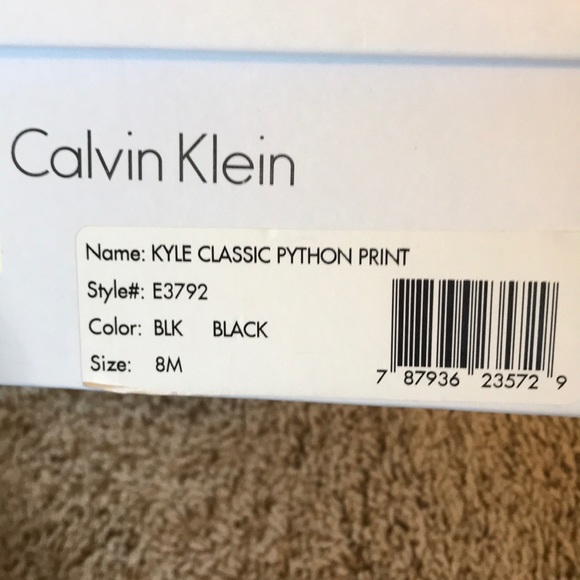 Calvin Klein
Name: KYLE CLASSIC PYTHON PRINT
Style#: E3792
Color: BLK BLACK
Size: 8M
7 87936 23572 9